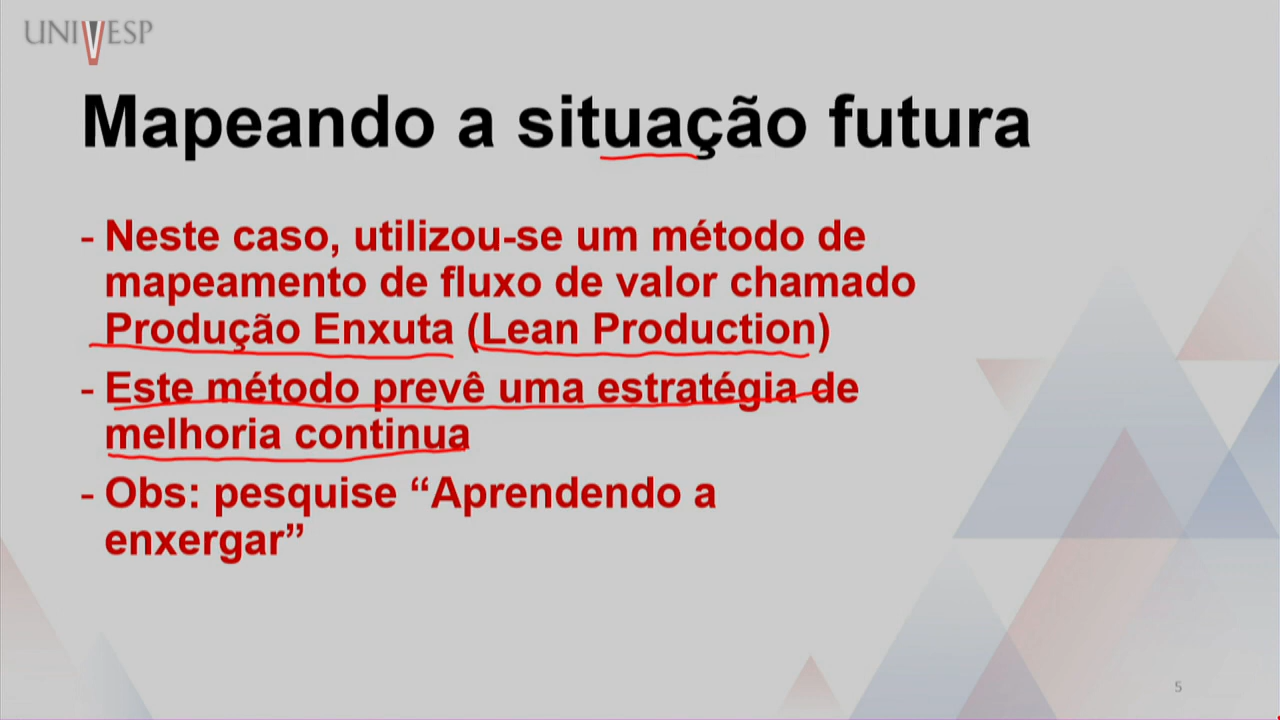 UNIVESP
Mapeando a situação futura
- Neste caso, utilizou-se um método de
mapeamento de fluxo de valor chamado
Produção Enxuta (Lean Production)
- Este método prevê uma estratégia de
melhoria continua
- Obs: pesquise “Aprendendo a
enxergar”
5